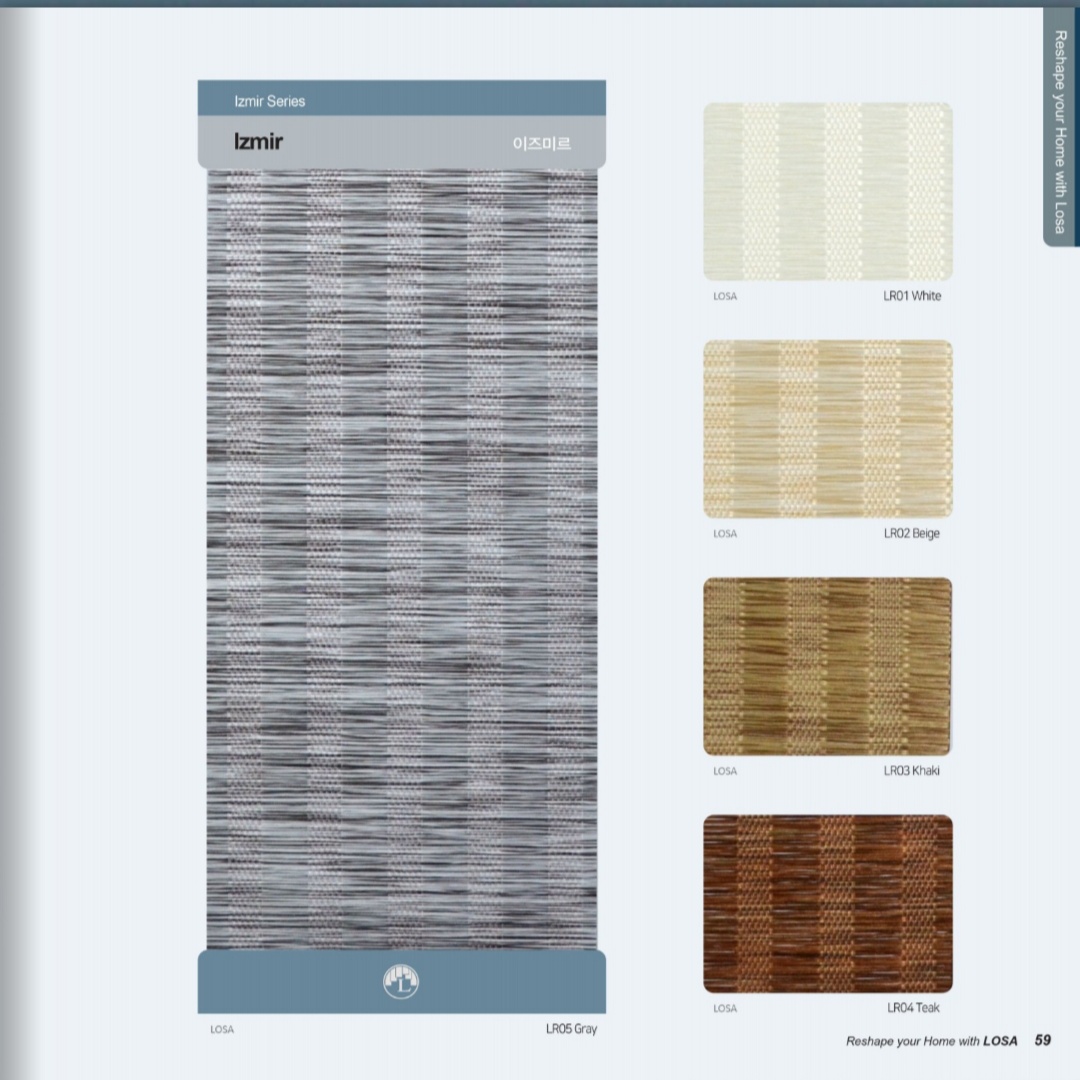 Reshape your Home with Losa
Izmir Series
Izmir 이즈미르
LOSA LR01 White
LOSA LR02 Beige
LOSA LR03 Khaki
LOSA LR04 Teak
L
LOSA LR05 Gray
Reshape your Home with LOSA 59